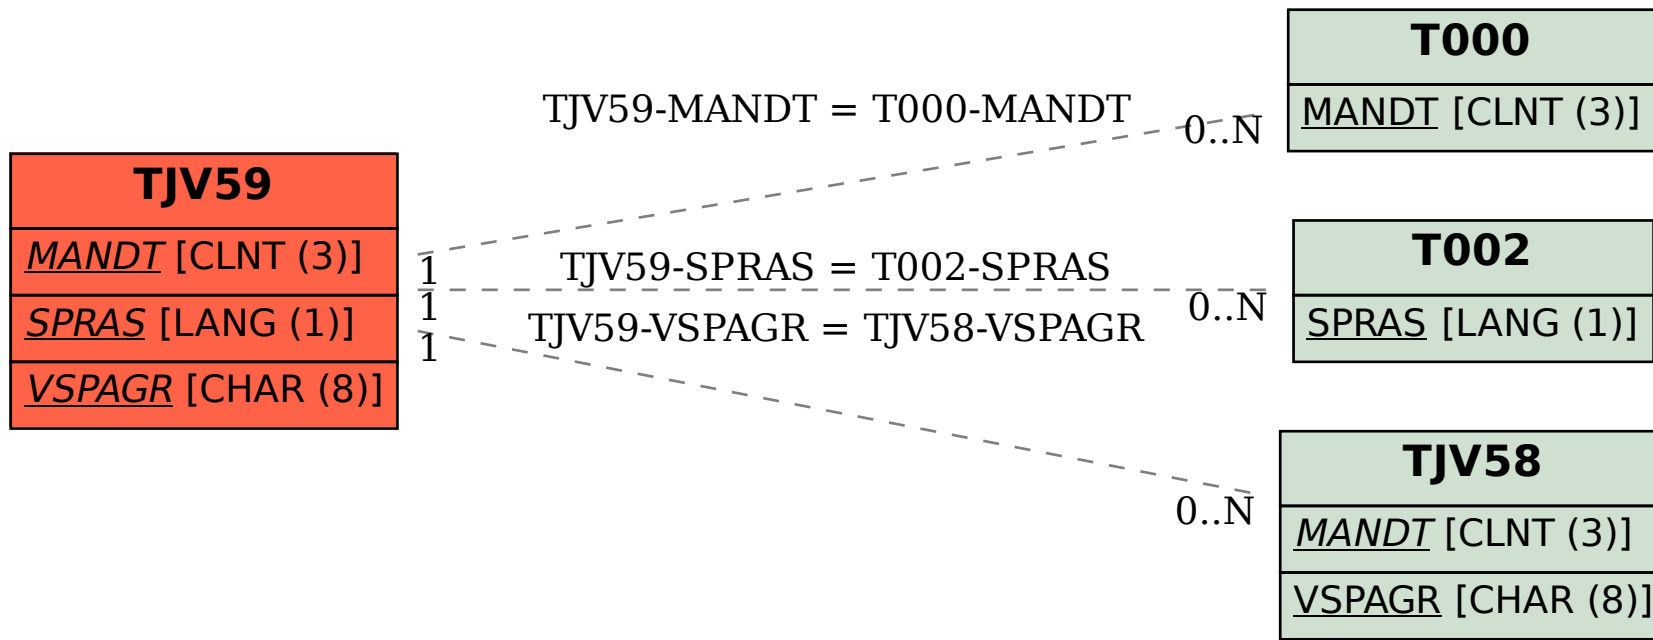 TJV59
MANDT [CLNT (3)]
SPRAS [LANG (1)]
VSPAGR [CHAR (8)]
TJV59-MANDT = T000-MANDT
0..N
1
TJV59-SPRAS = T002-SPRAS
1
0..N
TJV59-VSPAGR = TJV58-VSPAGR
1
0..N
T000
MANDT [CLNT (3)]
T002
SPRAS [LANG (1)]
TJV58
MANDT [CLNT (3)]
VSPAGR [CHAR (8)]